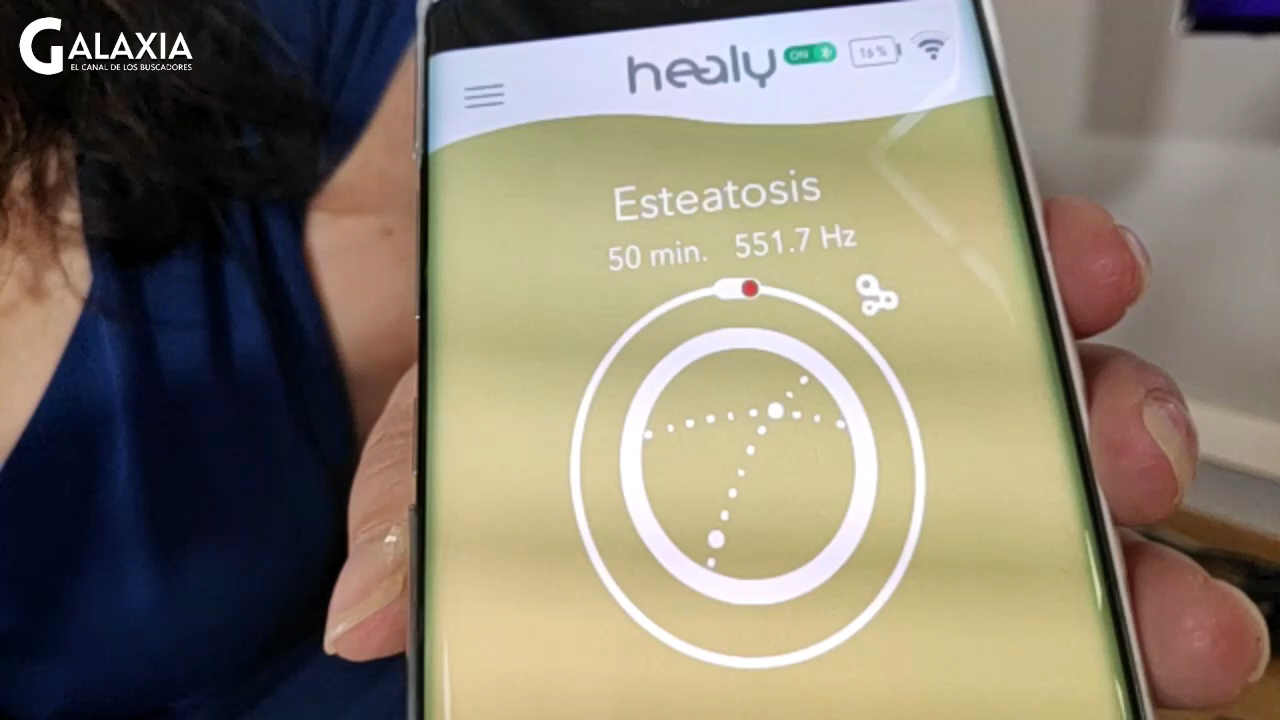 GALAXIA
EL CANAL DE LOS BUSCADORES
healy
ON
16 %
Esteatosis
50 min. 551.7 Hz